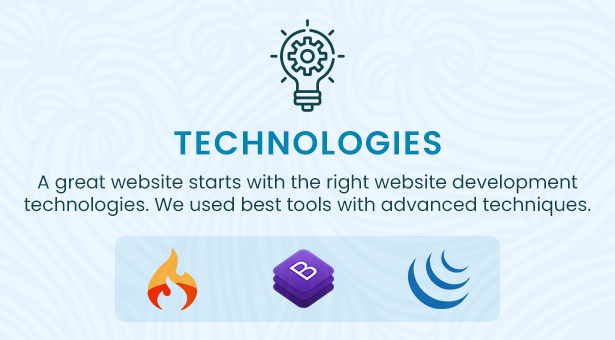 TECHNOLOGIES
A great website starts with the right website development
technologies. We used best tools with advanced techniques.
B